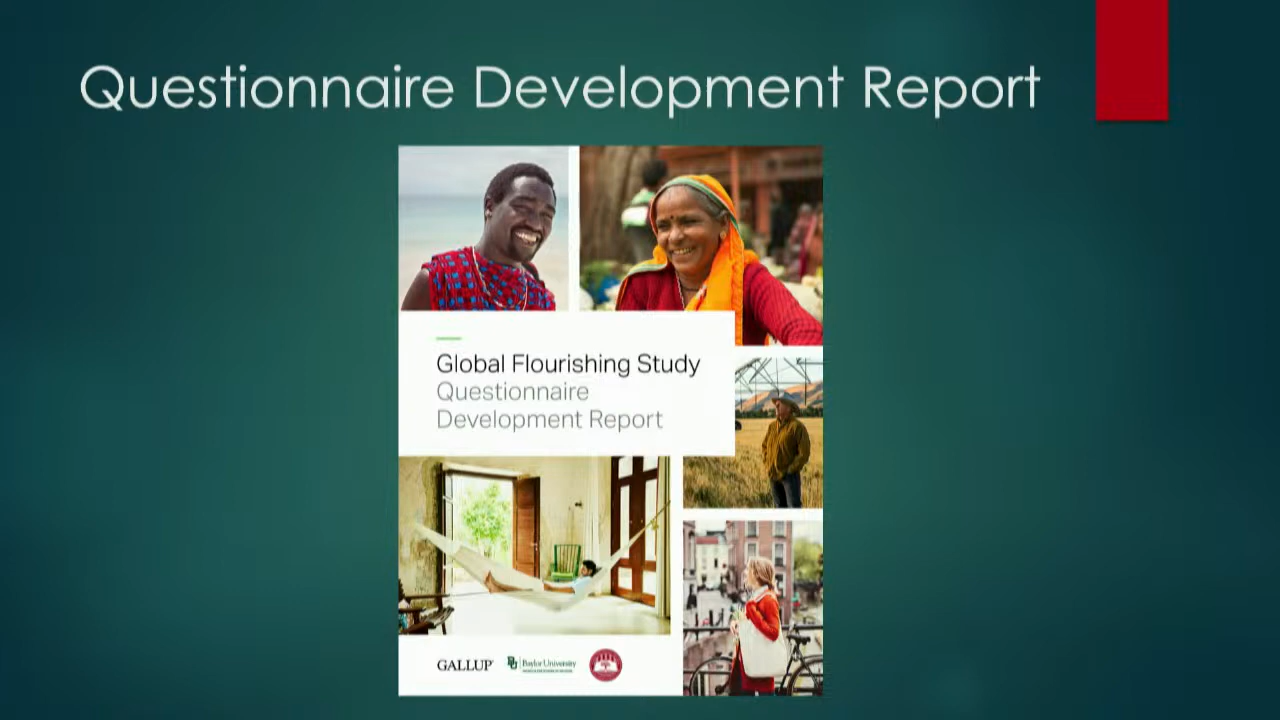 Questionnaire Development Report
Global Flourishing Study
Questionnaire
Development Report
GALLUP
Baylor University